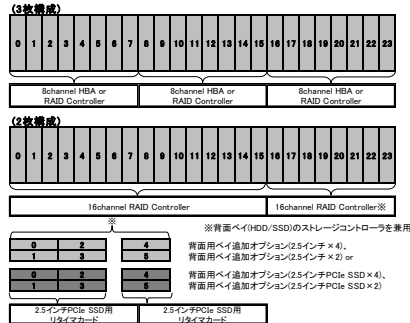 (3枚構成)
0 1 2 3 4 5 6 7 8 9 10 11 12 13 14 15 16 17 18 19 20 21 22 23
8channel HBA or RAID Controller
8channel HBA or RAID Controller
8channel HBA or RAID Controller
(2枚構成)
0 1 2 3 4 5 6 7 8 9 10 11 12 13 14 15 16 17 18 19 20 21 22 23
16channel RAID Controller
16channel RAID Controller※
※
※背面ベイ(HDD/SSD)のストレージコントローラを兼用
0 2 4
1 3 5
背面用ベイ追加オプション(2.5インチ×4)、
背面用ベイ追加オプション(2.5インチ×2) or
0 2 4
1 3 5
背面用ベイ追加オプション(2.5インチPCIe SSD×4)、
背面用ベイ追加オプション(2.5インチPCIe SSD×2)
2.5インチPCIe SSD用
リタイマカード
2.5インチPCIe SSD用
リタイマカード